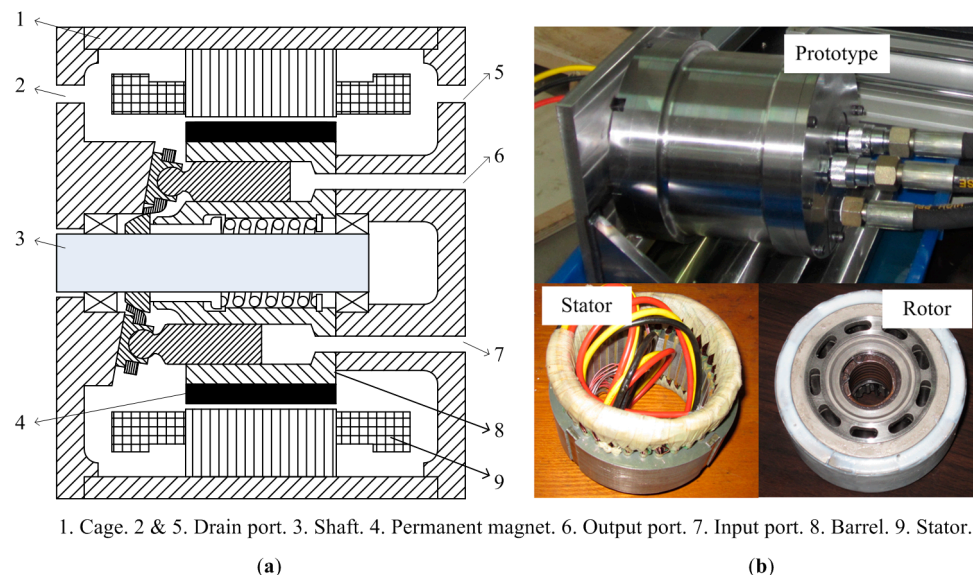 1
2
3
4
5
6
7
8
9
Prototype
Stator
Rotor
1. Cage. 2 & 5. Drain port. 3. Shaft. 4. Permanent magnet. 6. Output port. 7. Input port. 8. Barrel. 9. Stator.
(a)
(b)